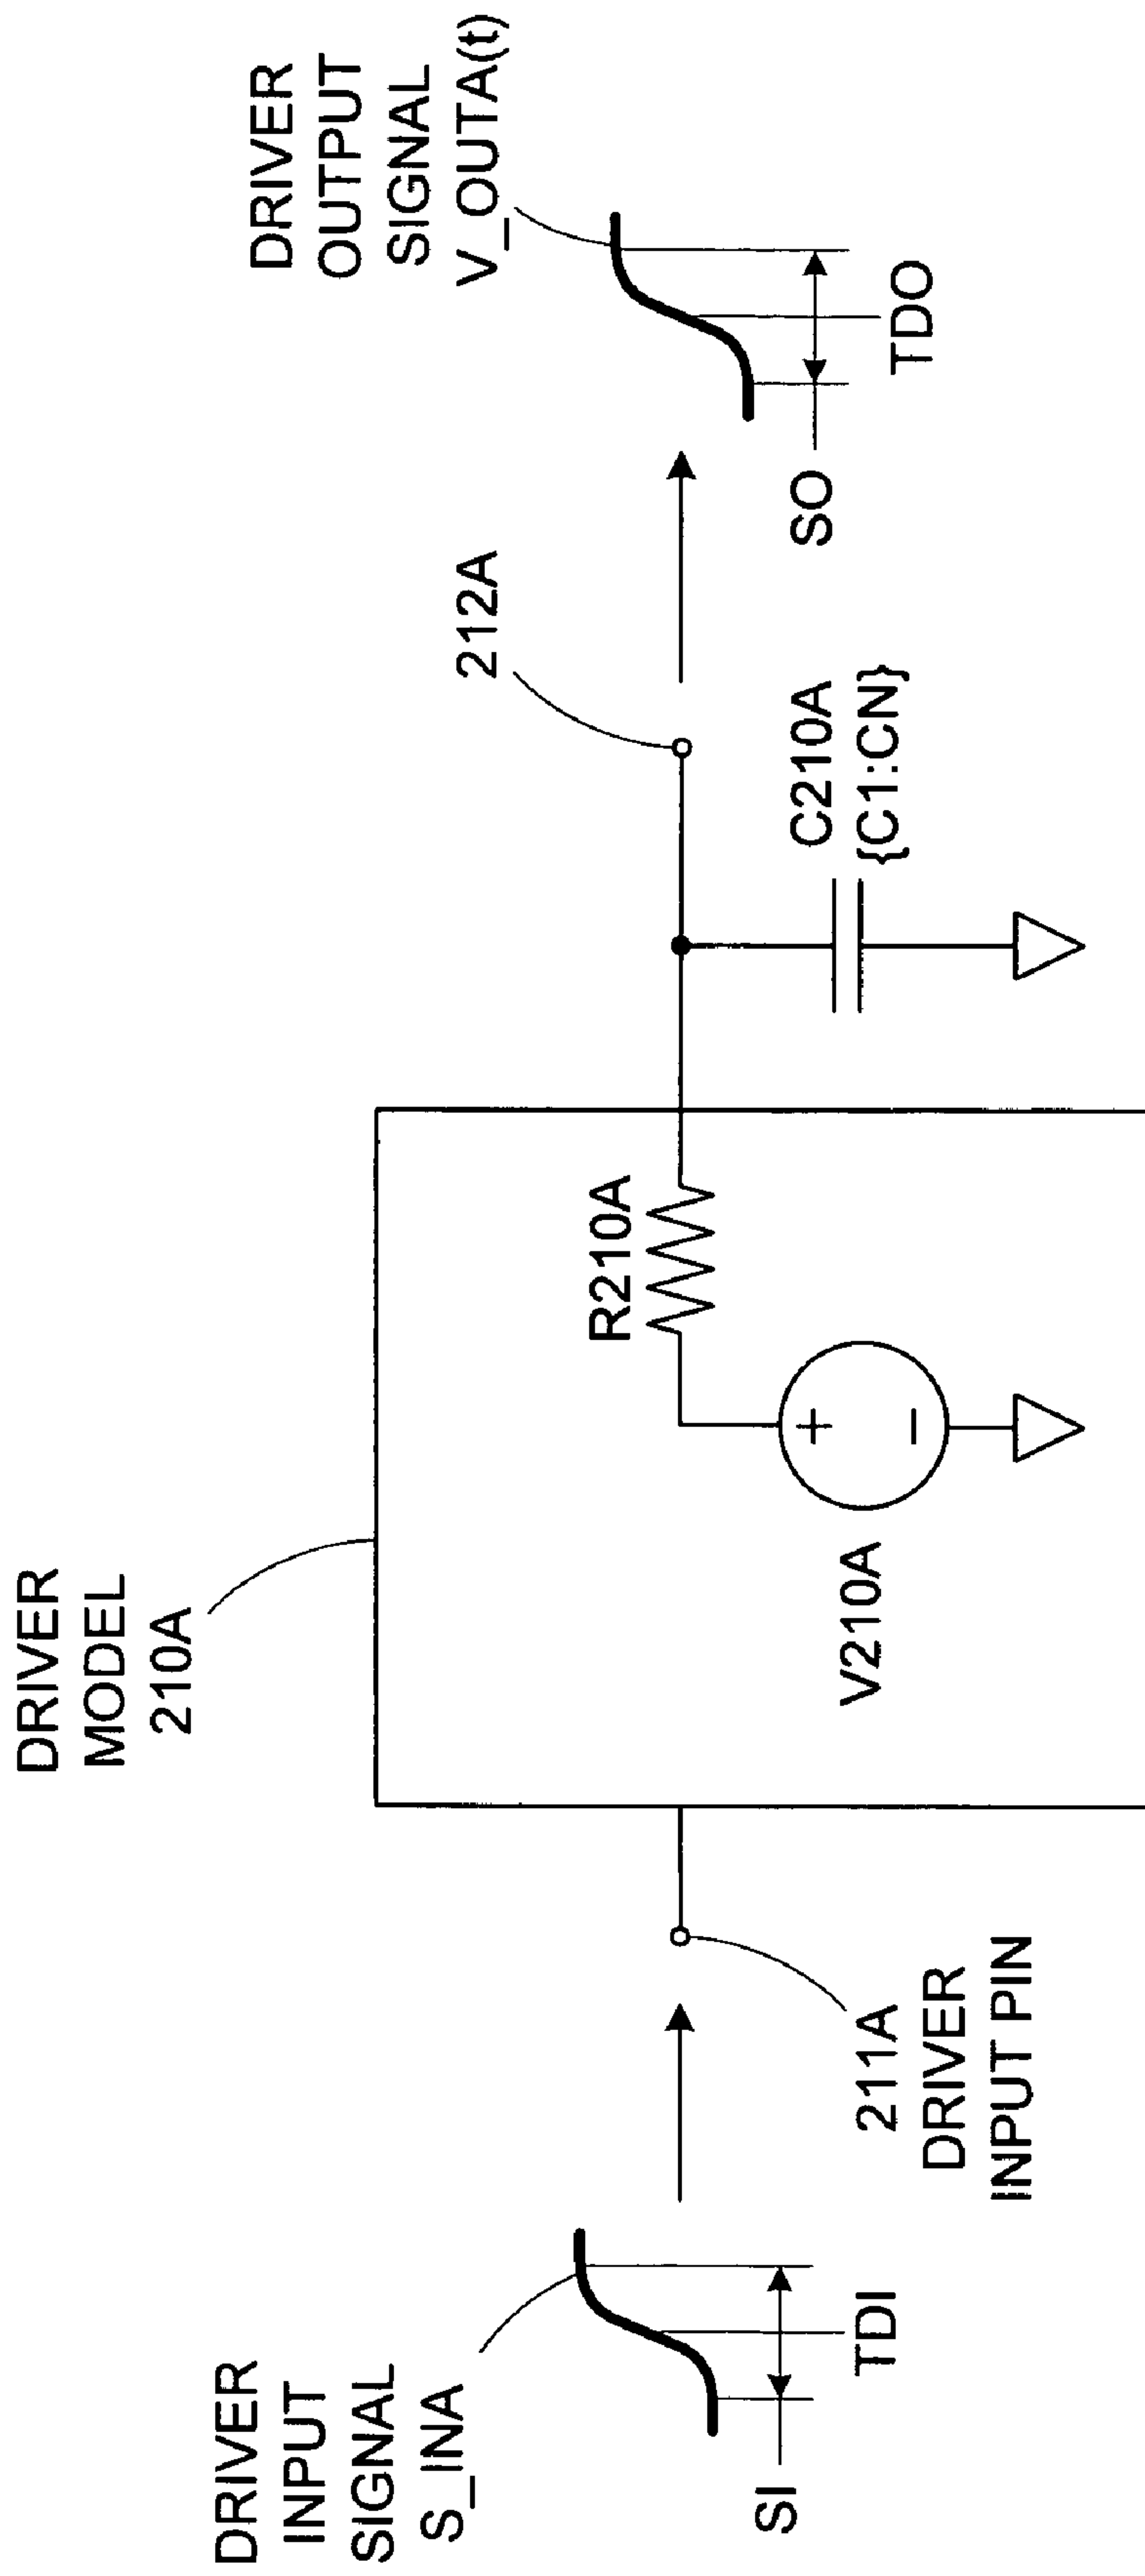 DRIVER
INPUT
SIGNAL
S_INA
SI
TDI
211A
DRIVER
INPUT PIN
DRIVER
MODEL
210A
V210A
+
−
R210A
C210A
{C1:CN}
212A
SO
TDO
DRIVER
OUTPUT
SIGNAL
V_OUTA(t)